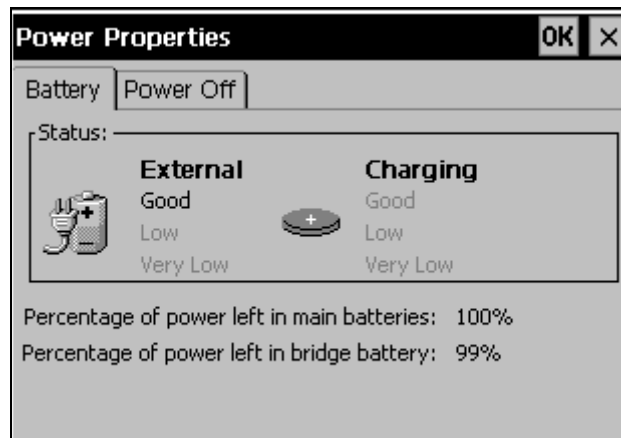 Power Properties OK ×
Battery Power Off
Status:
External Charging
Good Good
Low Low
Very Low Very Low
Percentage of power left in main batteries: 100%
Percentage of power left in bridge battery: 99%